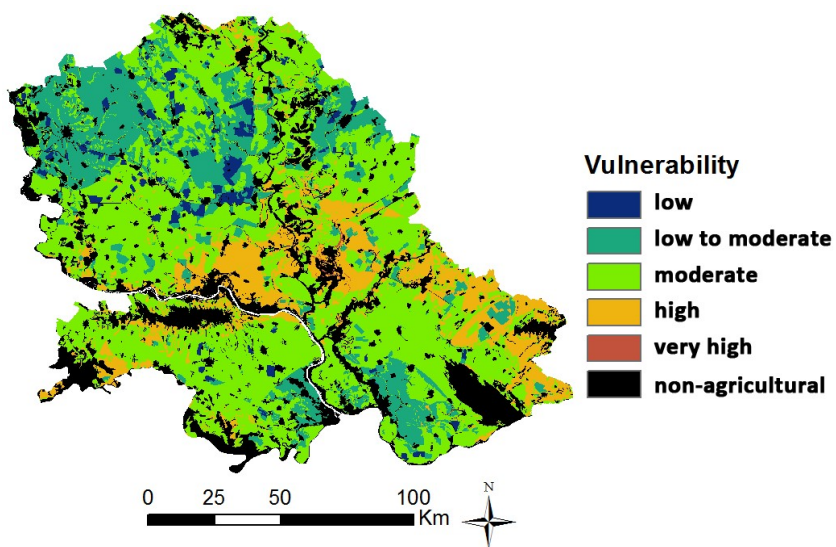 Vulnerability
low
low to moderate
moderate
high
very high
non-agricultural
0 25 50 100
Km
N